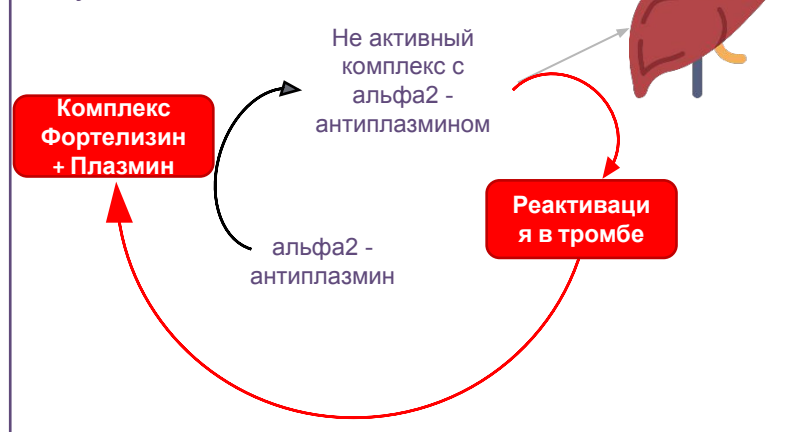 Не активный
комплекс с
альфа2 -
антиплазмином
Комплекс
Фортелизин
+ Плазмин
Реактиваци
я в тромбе
альфа2 -
антиплазмин